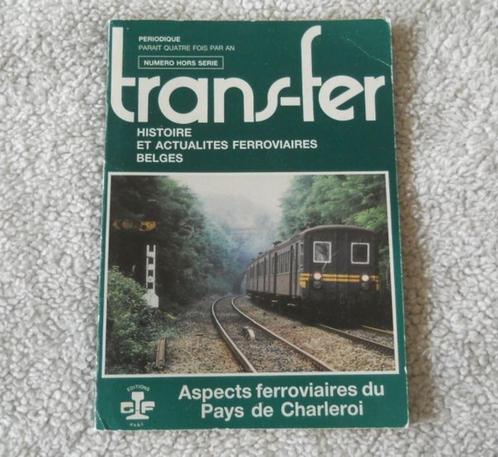 PERIODIQUE
PARAIT QUATRE FOIS PAR AN
NUMERO HORS SERIE
trans-fer
HISTOIRE
ET ACTUALITES FERROVIAIRES
BELGES
EDITIONS
Aspects ferroviaires du
Pays de Charleroi